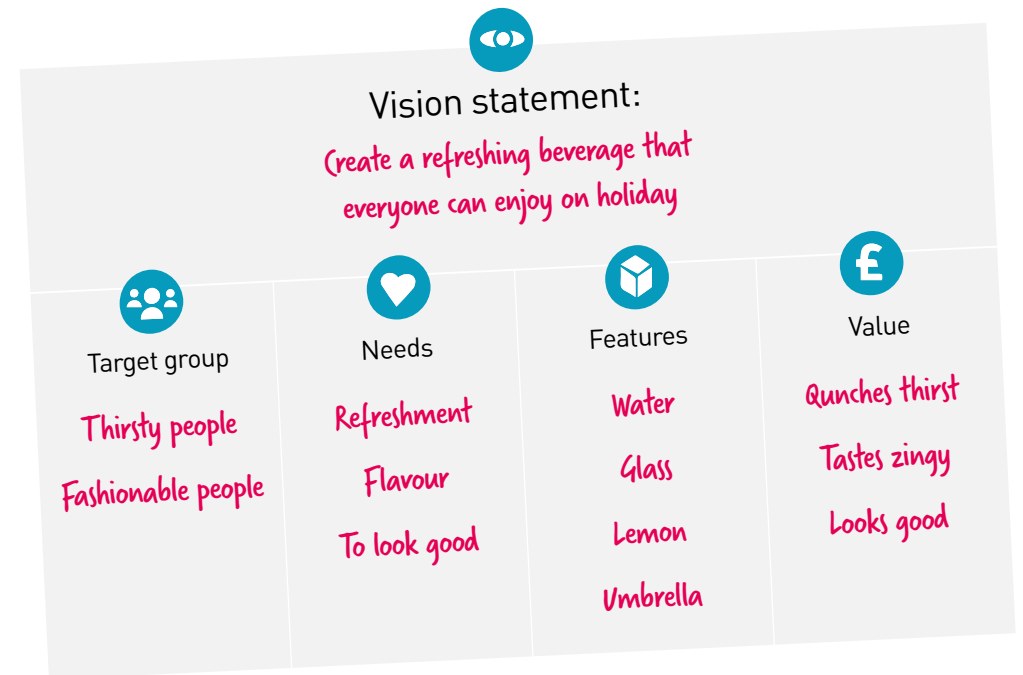 Vision statement:
Create a refreshing beverage that
everyone can enjoy on holiday
Target group
Thirsty people
Fashionable people
Needs
Refreshment
Flavour
To look good
Features
Water
Glass
Lemon
Umbrella
£
Value
Qunches thirst
Tastes zingy
Looks good